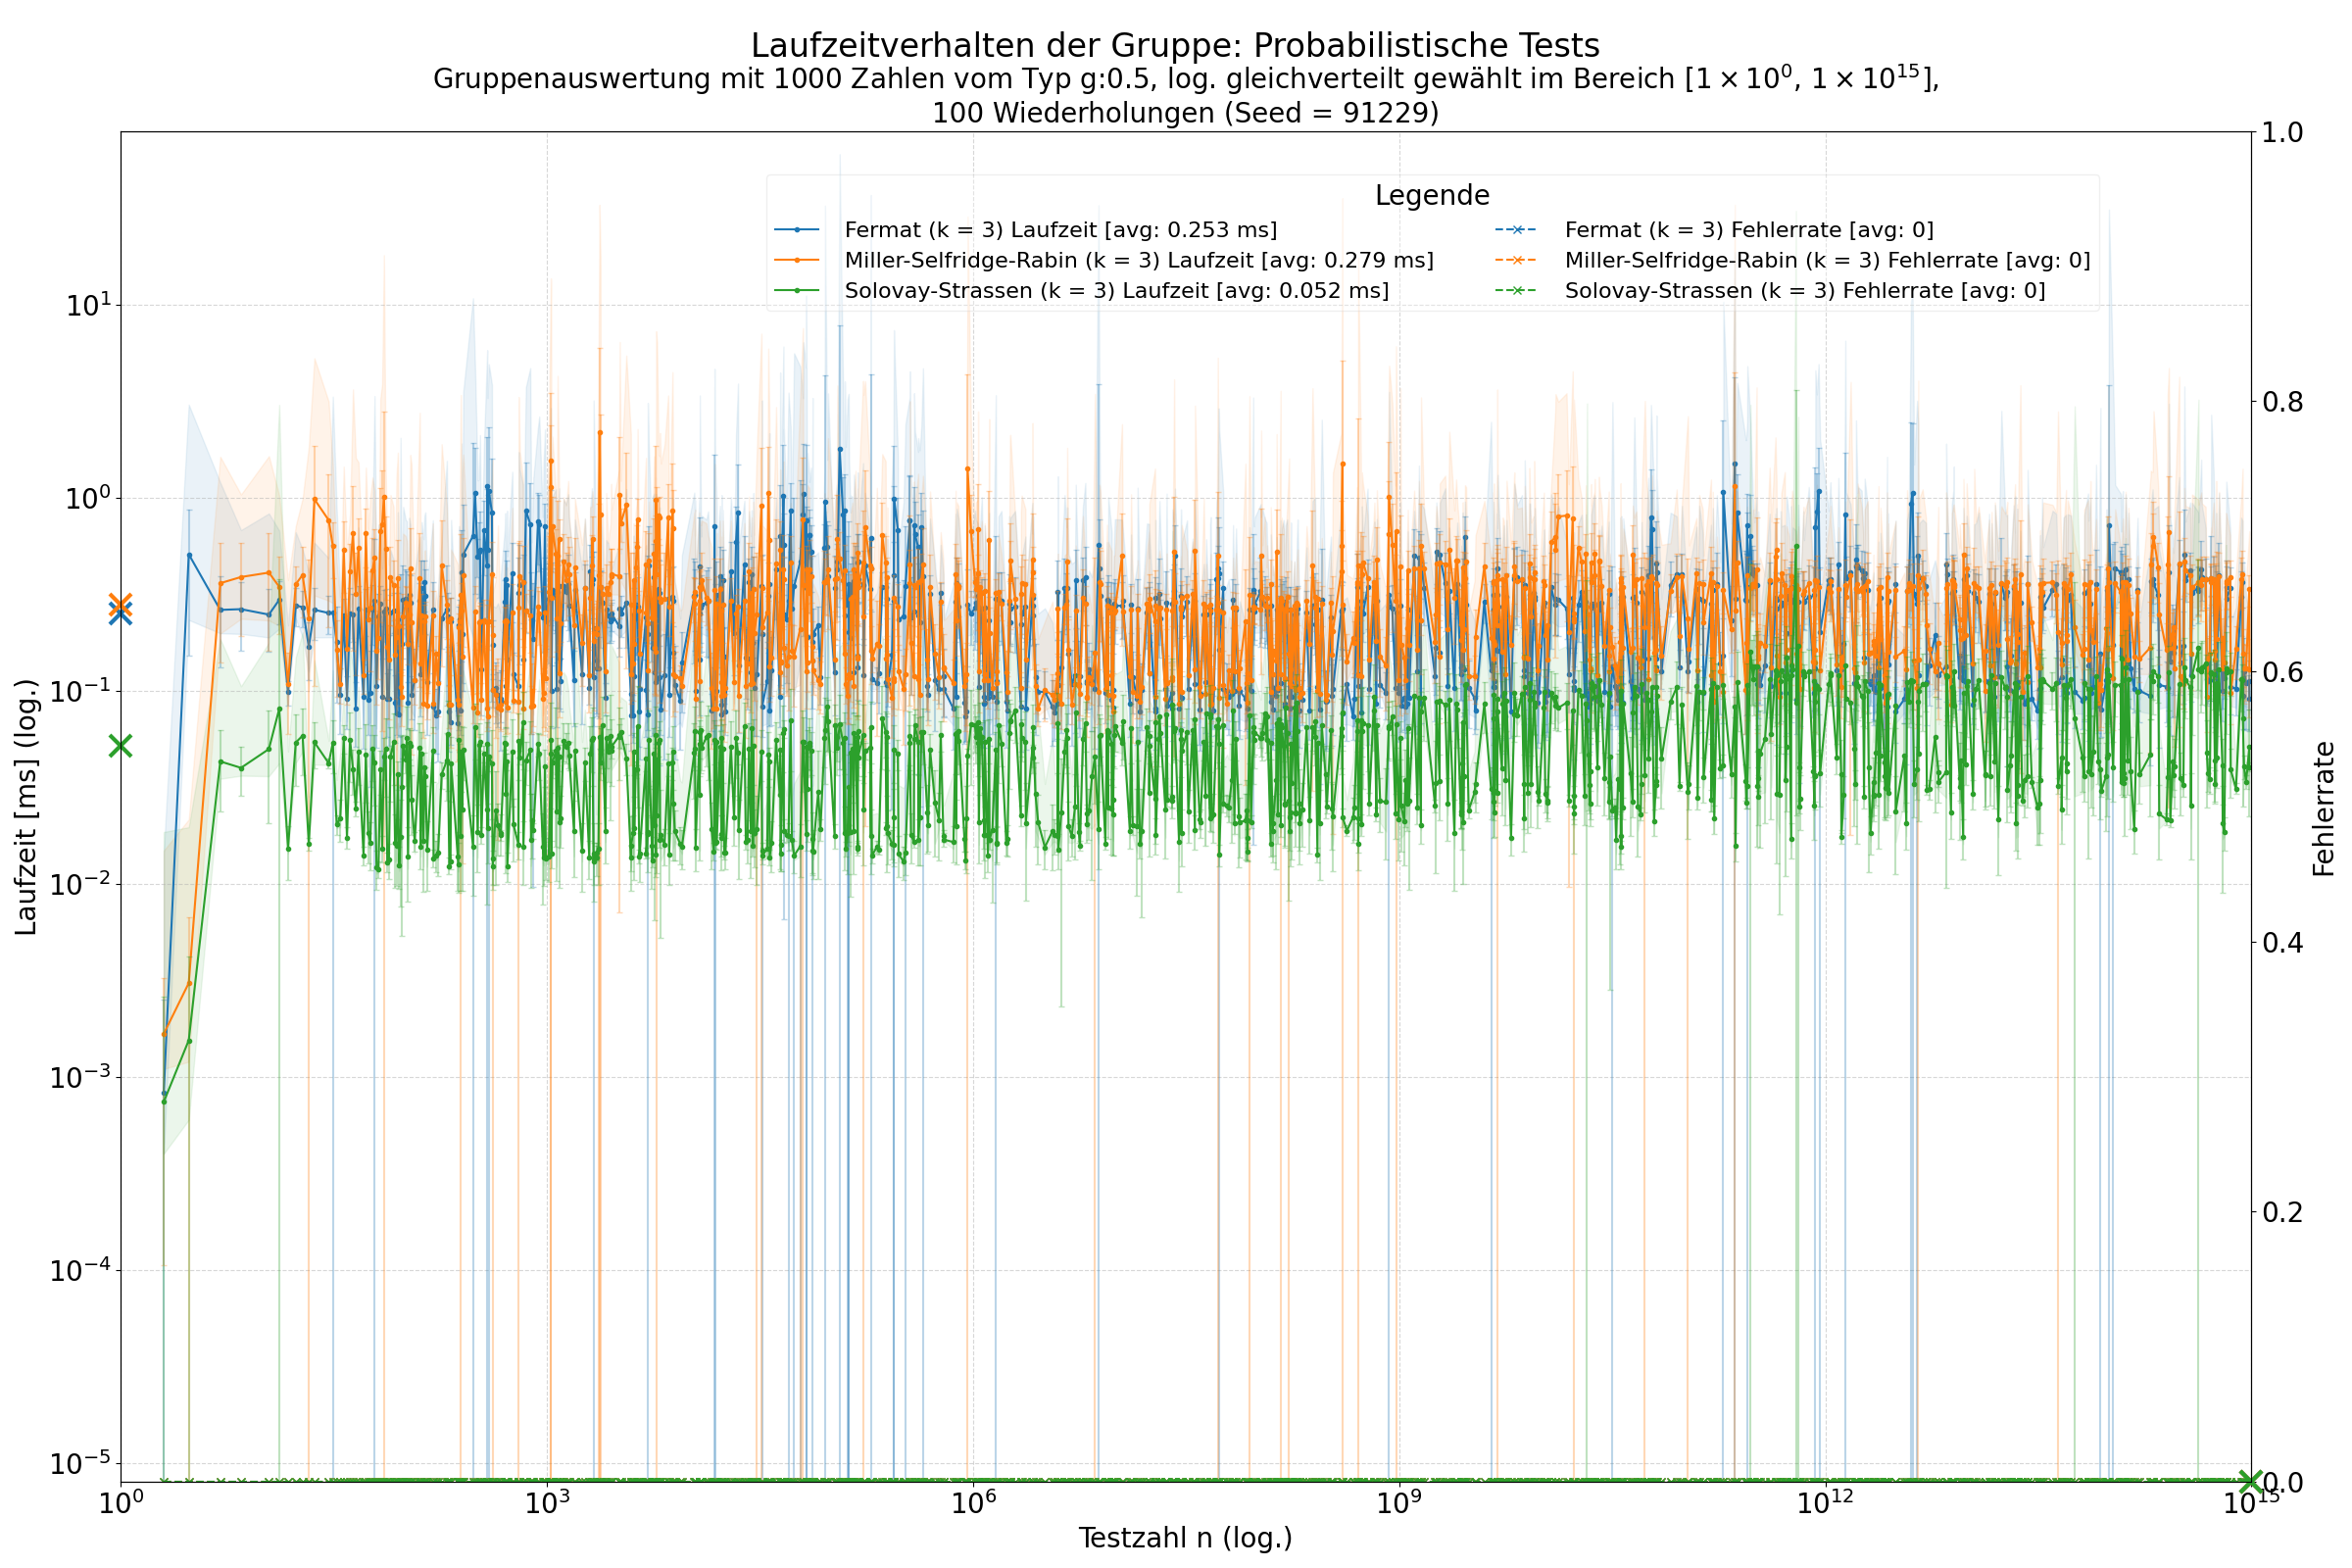 Laufzeitverhalten der Gruppe: Probabilistische Tests
Gruppenauswertung mit 1000 Zahlen vom Typ g:0.5, log. gleichverteilt gewählt im Bereich [1 × 10⁰, 1 × 10¹⁵],
100 Wiederholungen (Seed = 91229)
Legende
Fermat (k = 3) Laufzeit [avg: 0.253 ms]
Miller-Selfridge-Rabin (k = 3) Laufzeit [avg: 0.279 ms]
Solovay-Strassen (k = 3) Laufzeit [avg: 0.052 ms]
Fermat (k = 3) Fehlerrate [avg: 0]
Miller-Selfridge-Rabin (k = 3) Fehlerrate [avg: 0]
Solovay-Strassen (k = 3) Fehlerrate [avg: 0]
Laufzeit [ms] (log.)
10¹
10⁰
10⁻¹
10⁻²
10⁻³
10⁻⁴
10⁻⁵
1.0
0.8
0.6
0.4
0.2
0.0
Fehlerrate
10⁰
10³
10⁶
10⁹
10¹²
10¹⁵
Testzahl n (log.)